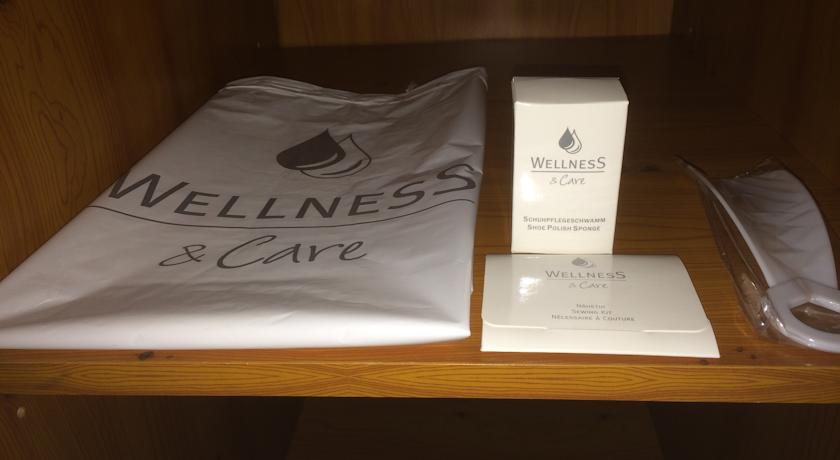 WELLNESS
& Care
WELLNESS
& Care
SCHUHPFLEGESCHWAMM
SHOE POLISH SPONGE
WELLNESS
& Care
NÄHETUI
SEWING KIT
NÉCESSAIRE À COUTURE